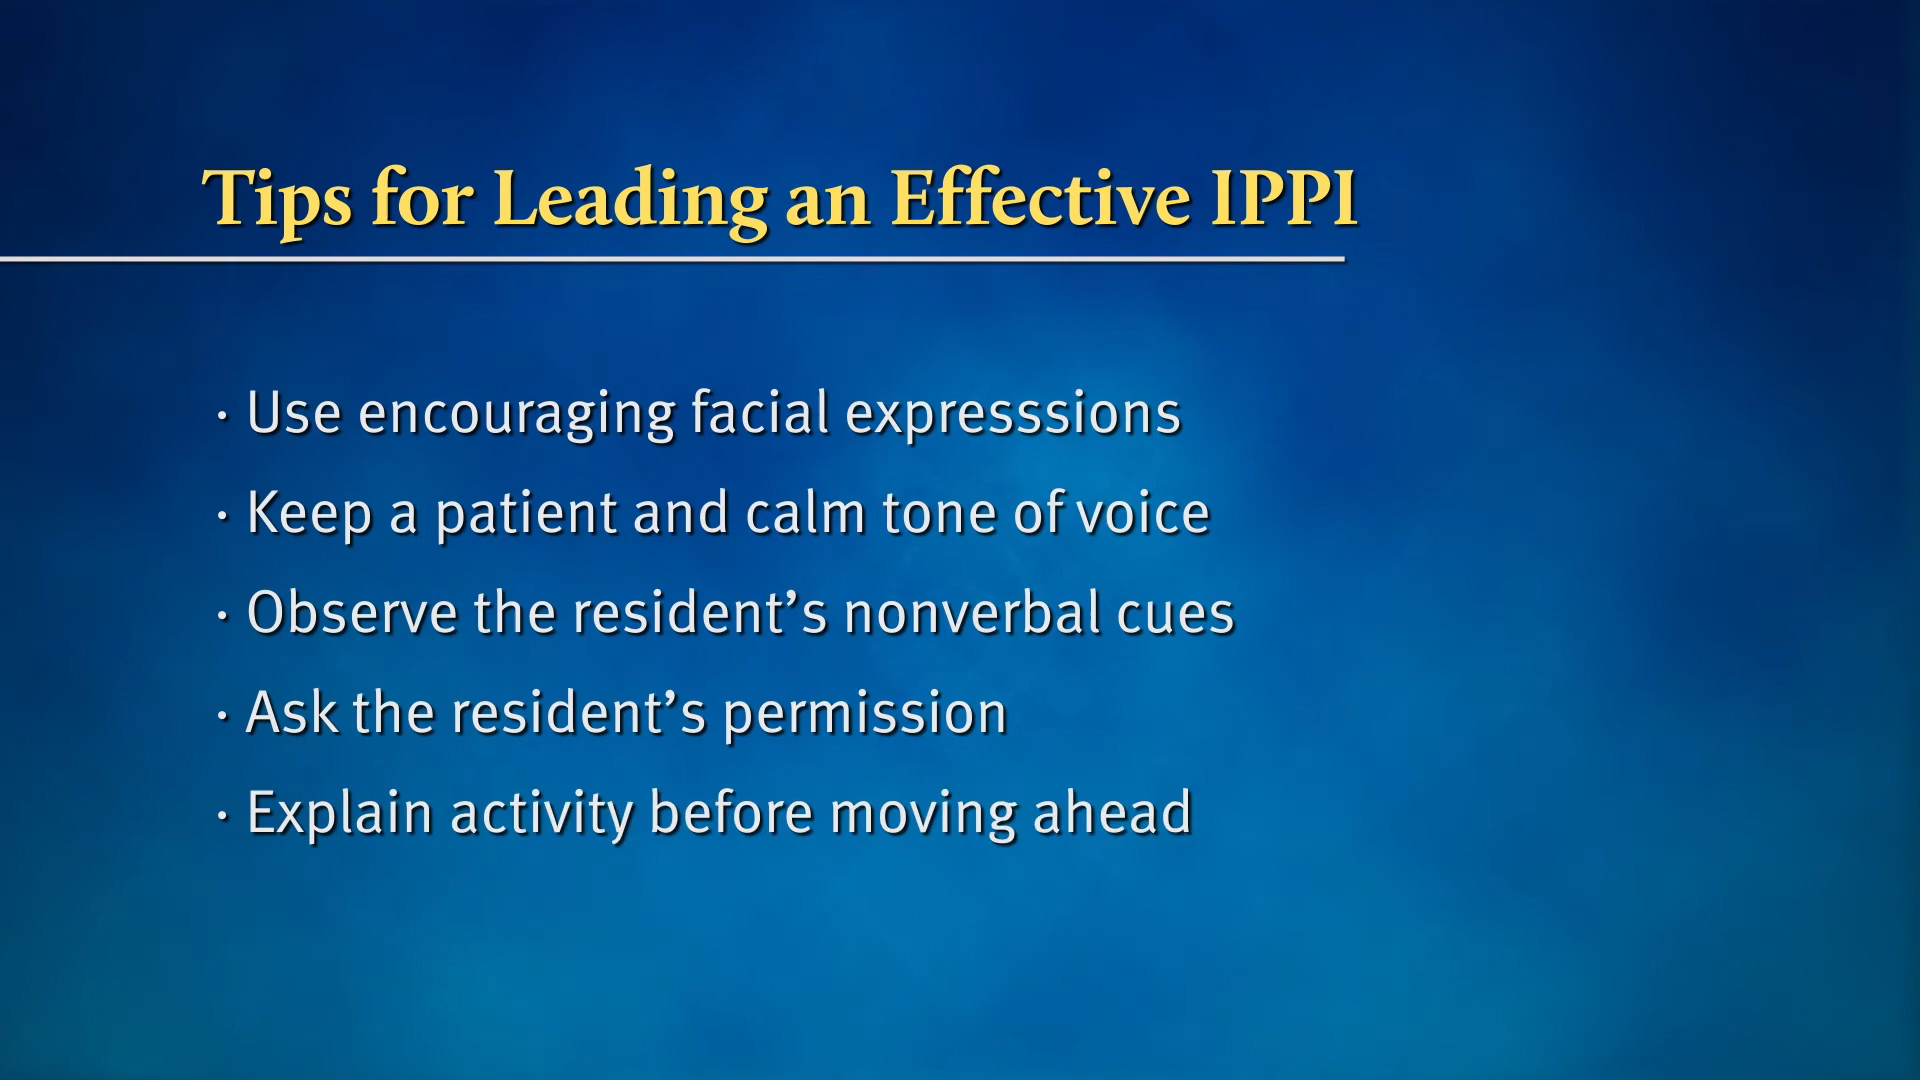 Tips for Leading an Effective IPPI
· Use encouraging facial expresssions
· Keep a patient and calm tone of voice
· Observe the resident’s nonverbal cues
· Ask the resident’s permission
· Explain activity before moving ahead